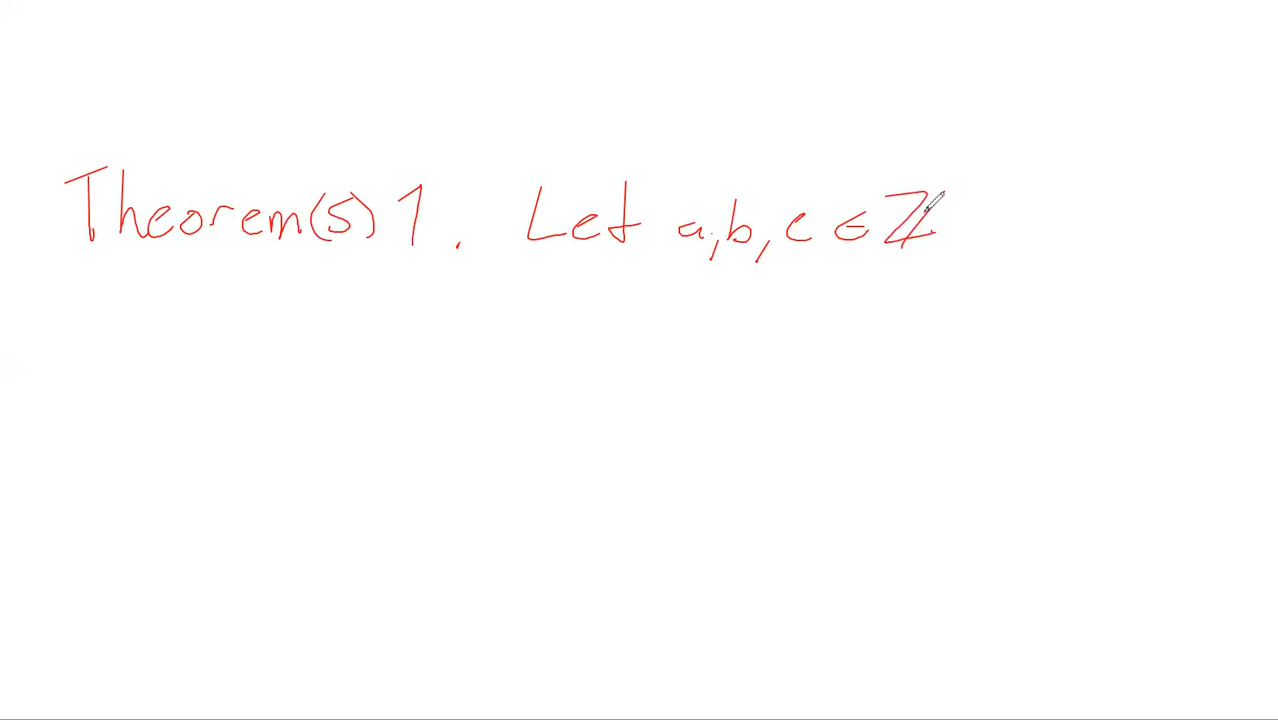 Theorem(s) 1. Let a,b,c ∈ ℤ